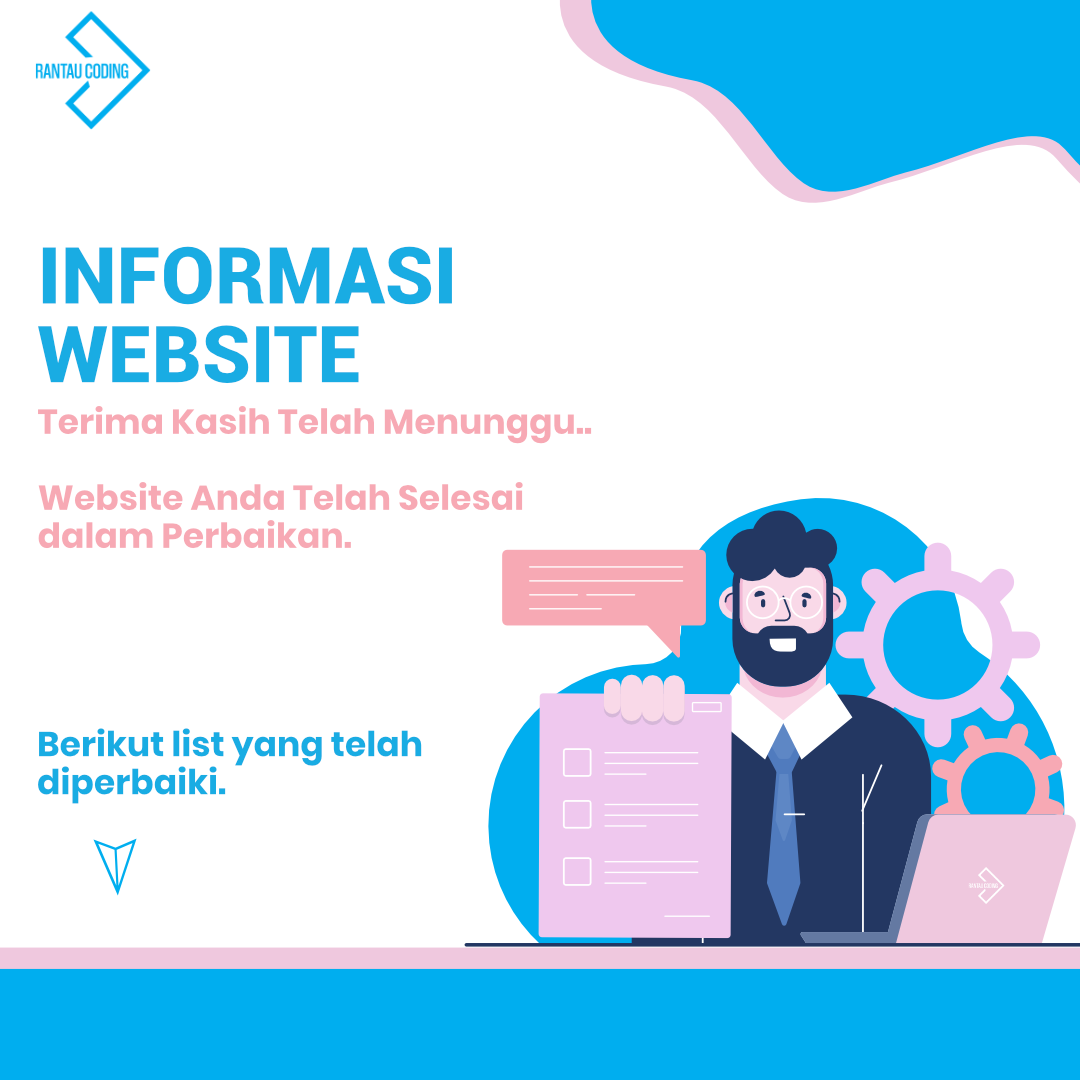 RANTAU CODING
INFORMASI
WEBSITE
Terima Kasih Telah Menunggu..
Website Anda Telah Selesai
dalam Perbaikan.
Berikut list yang telah
diperbaiki.
RANTAU CODING